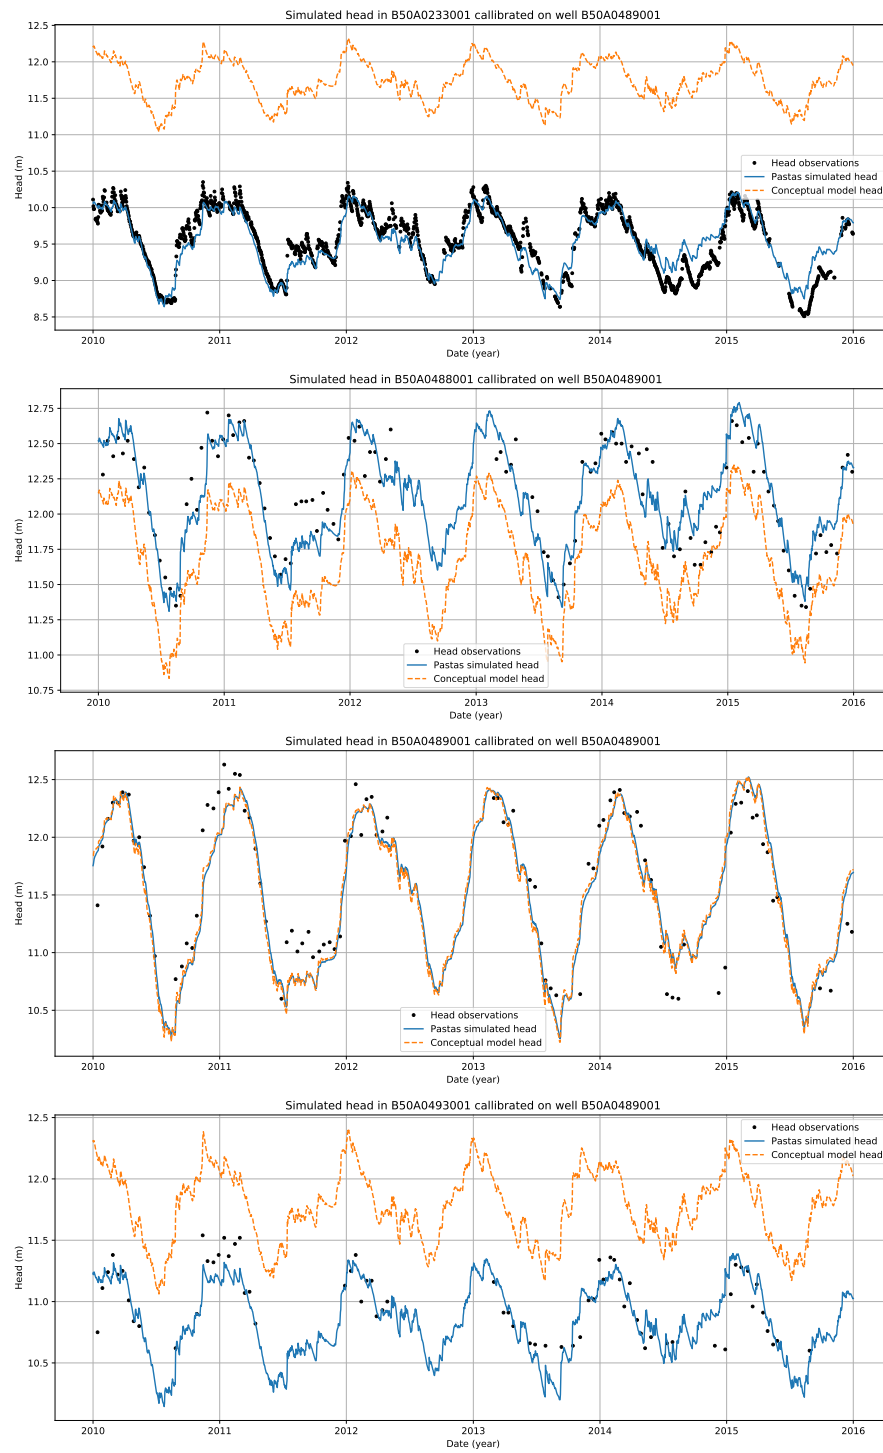 Simulated head in B50A0233001 callibrated on well B50A0489001
12.5
12.0
11.5
11.0
10.5
10.0
9.5
9.0
8.5
Head (m)
Head observations
Pastas simulated head
Conceptual model head
2010 2011 2012 2013 2014 2015 2016
Date (year)
Simulated head in B50A0488001 callibrated on well B50A0489001
12.75
12.50
12.25
12.00
11.75
11.50
11.25
11.00
10.75
Head (m)
Head observations
Pastas simulated head
Conceptual model head
2010 2011 2012 2013 2014 2015 2016
Date (year)
Simulated head in B50A0489001 callibrated on well B50A0489001
12.5
12.0
11.5
11.0
10.5
Head (m)
Head observations
Pastas simulated head
Conceptual model head
2010 2011 2012 2013 2014 2015 2016
Date (year)
Simulated head in B50A0493001 callibrated on well B50A0489001
12.5
12.0
11.5
11.0
10.5
Head (m)
Head observations
Pastas simulated head
Conceptual model head
2010 2011 2012 2013 2014 2015 2016
Date (year)